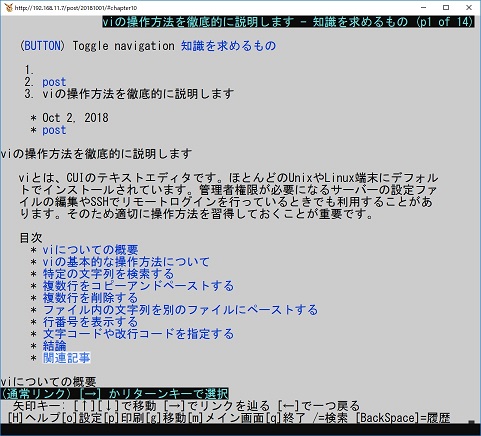 http://192.168.11.7/post/20181001/#chapter10
viの操作方法を徹底的に説明します - 知識を求めるもの (p1 of 14)
(BUTTON) Toggle navigation 知識を求めるもの
1.
2. post
3. viの操作方法を徹底的に説明します
* Oct 2, 2018
* post
viの操作方法を徹底的に説明します
viとは、CUIのテキストエディタです。ほとんどのUnixやLinux端末にデフォル
トでインストールされています。管理者権限が必要になるサーバーの設定ファ
イルの編集やSSHでリモートログインを行っているときでも利用することがあ
ります。そのため適切に操作方法を習得しておくことが重要です。
目次
* viについての概要
* viの基本的な操作方法について
* 特定の文字列を検索する
* 複数行をコピーアンドペーストする
* 複数行を削除する
* ファイル内の文字列を別のファイルにペーストする
* 行番号を表示する
* 文字コードや改行コードを指定する
* 結論
* 関連記事
viについての概要
(通常リンク) [→] かリターンキーで選択
矢印キー: [↑][↓]で移動 [→]でリンクを辿る [←]で一つ戻る
[H]ヘルプ[o]設定[p]印刷[g]移動[m]メイン画面[q]終了 /=検索 [BackSpace]=履歴